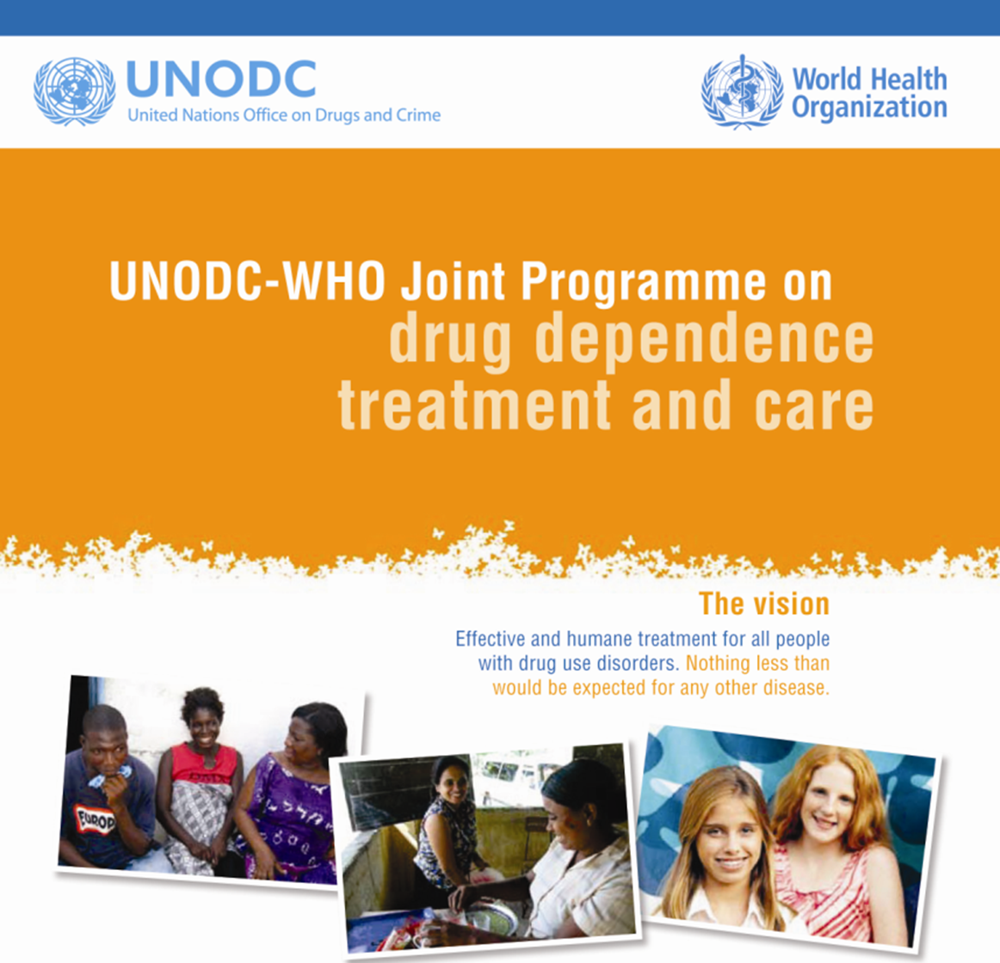 UNODC
United Nations Office on Drugs and Crime
World Health
Organization
UNODC-WHO Joint Programme on
drug dependence
treatment and care
The vision
Effective and humane treatment for all people
with drug use disorders. Nothing less than
would be expected for any other disease.
EUROP